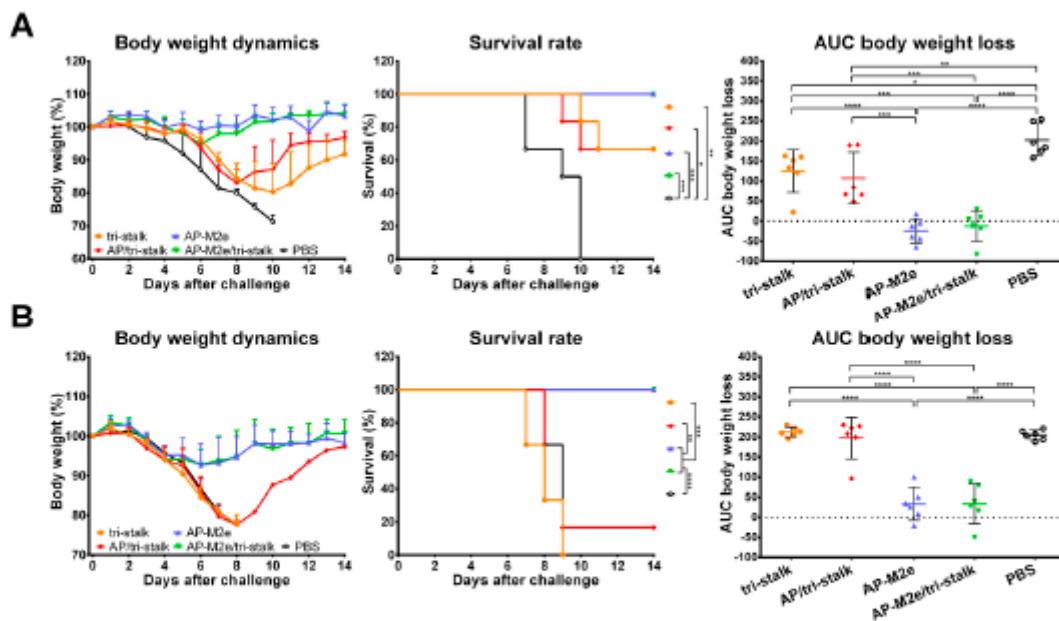 A
Body weight dynamics
Body weight (%)
120
110
100
90
80
70
60
tri-stalk
AP-M2e
AP/tri-stalk
AP-M2e/tri-stalk
PBS
0 2 4 6 8 10 12 14
Days after challenge
Survival rate
Survival (%)
120
100
80
60
40
20
0
0 2 4 6 8 10 12 14
Days after challenge
**
*
***
***
AUC body weight loss
AUC body weight loss
400
350
300
250
200
150
100
50
0
-50
-100
**
***
*
*** ****
**** ****
***
tri-stalk
AP/tri-stalk
AP-M2e
AP-M2e/tri-stalk
PBS
B
Body weight dynamics
Body weight (%)
120
110
100
90
80
70
tri-stalk
AP-M2e
AP/tri-stalk
AP-M2e/tri-stalk
PBS
0 2 4 6 8 10 12 14
Days after challenge
Survival rate
Survival (%)
120
100
80
60
40
20
0
0 2 4 6 8 10 12 14
Days after challenge
***
**
****
AUC body weight loss
AUC body weight loss
400
350
300
250
200
150
100
50
0
-50
-100
****
****
**** ****
**** ****
tri-stalk
AP/tri-stalk
AP-M2e
AP-M2e/tri-stalk
PBS